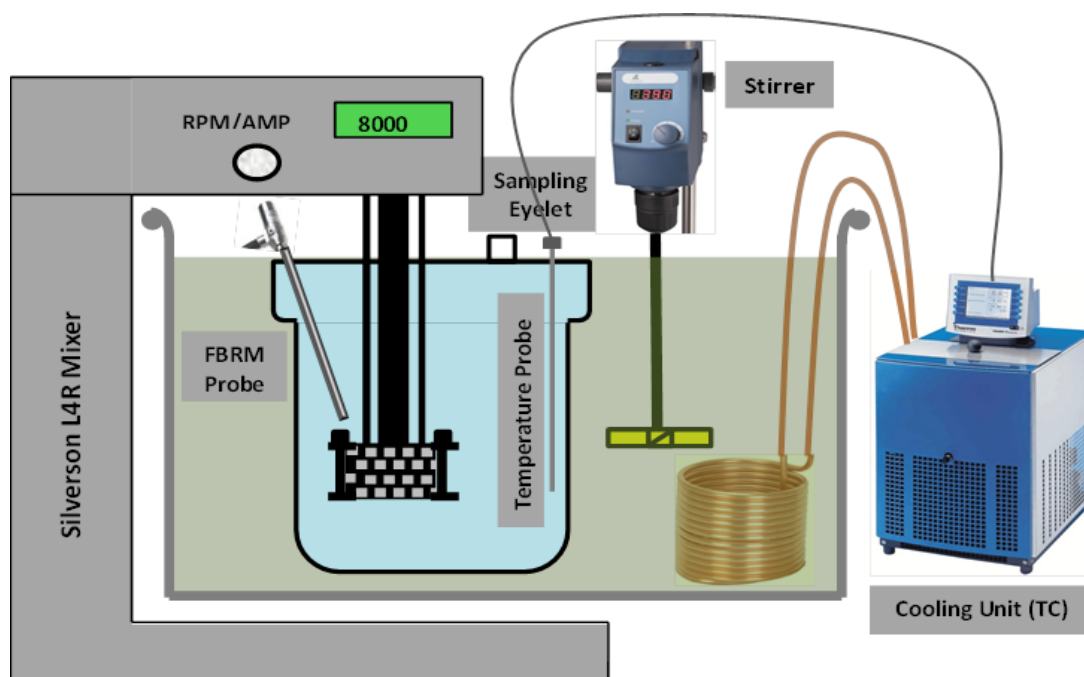 RPM/AMP
8000
Stirrer
Sampling
Eyelet
FBRM
Probe
Temperature Probe
Silverson L4R Mixer
Cooling Unit (TC)